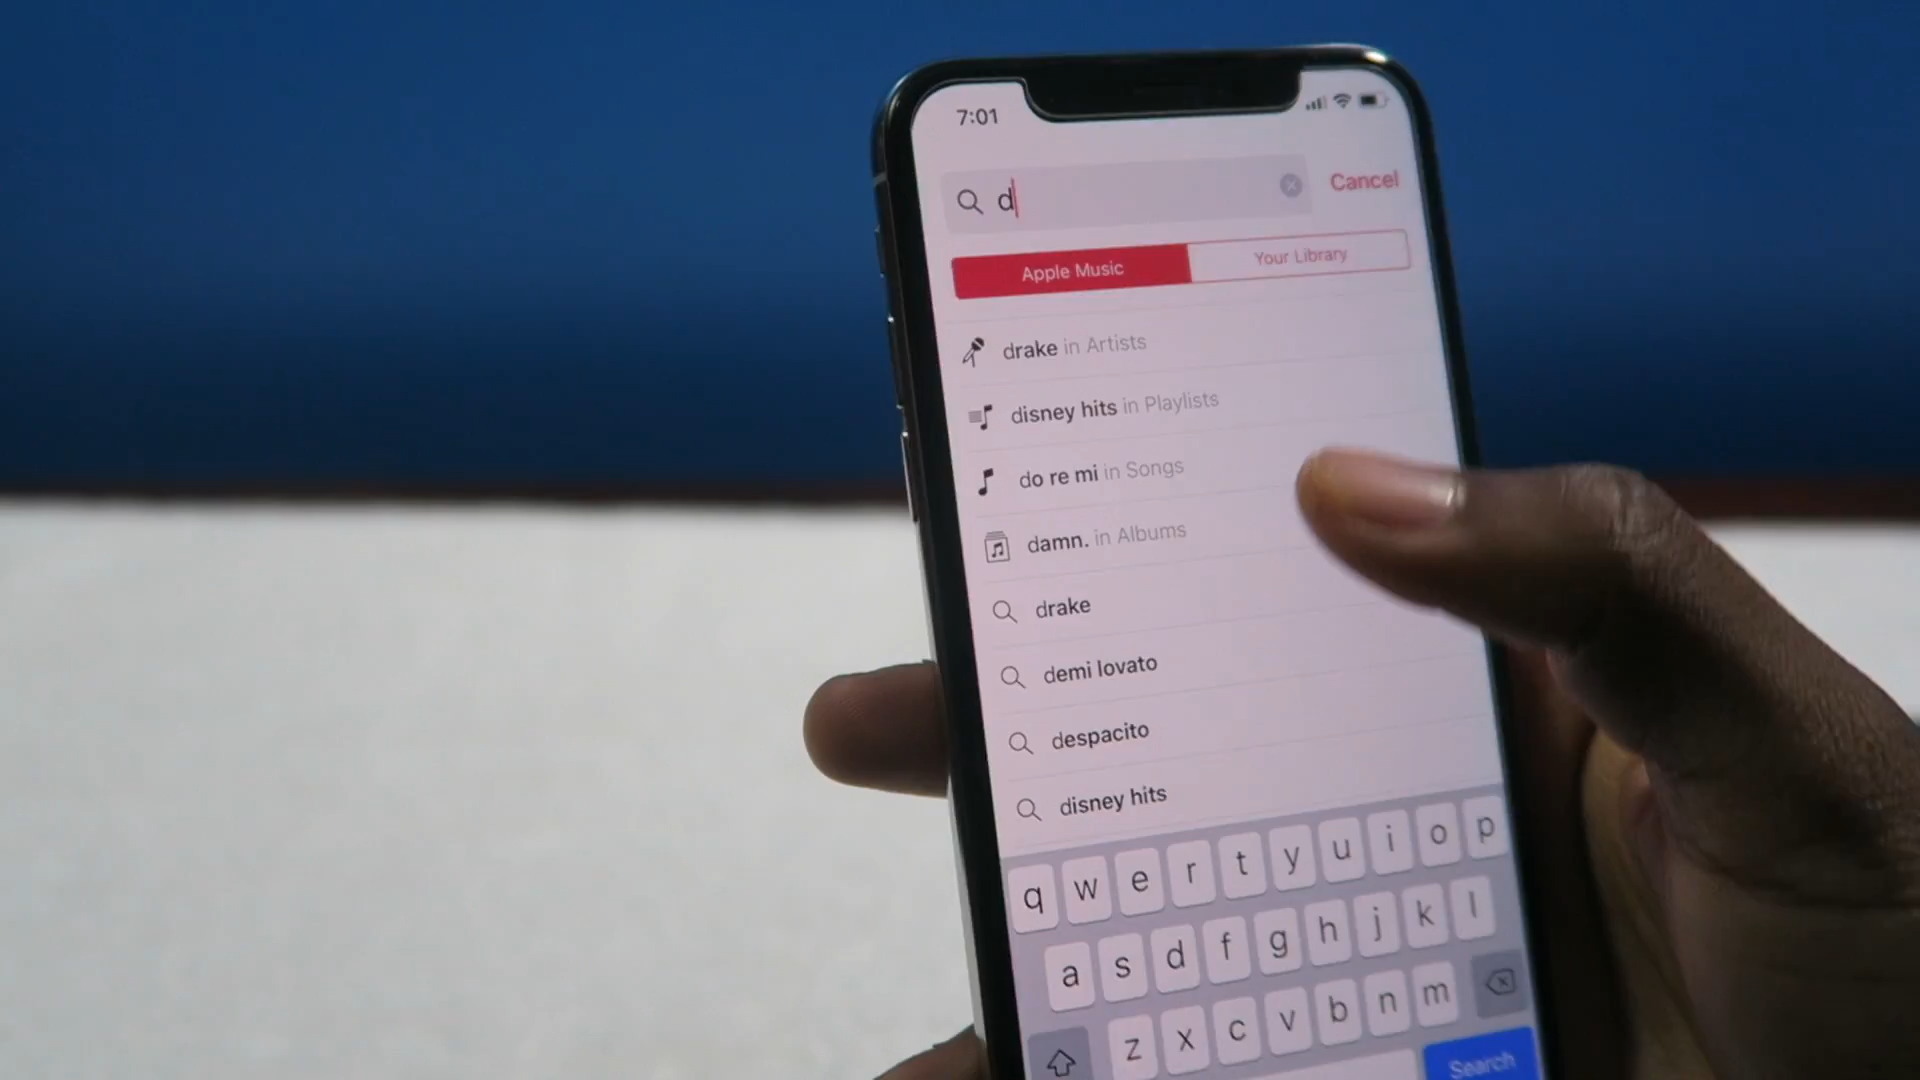 7:01
d Cancel
Apple Music Your Library
drake in Artists
disney hits in Playlists
do re mi in Songs
damn. in Albums
drake
demi lovato
despacito
disney hits
q w e r t y u i o p
a s d f g h j k l
z x c v b n m
Search